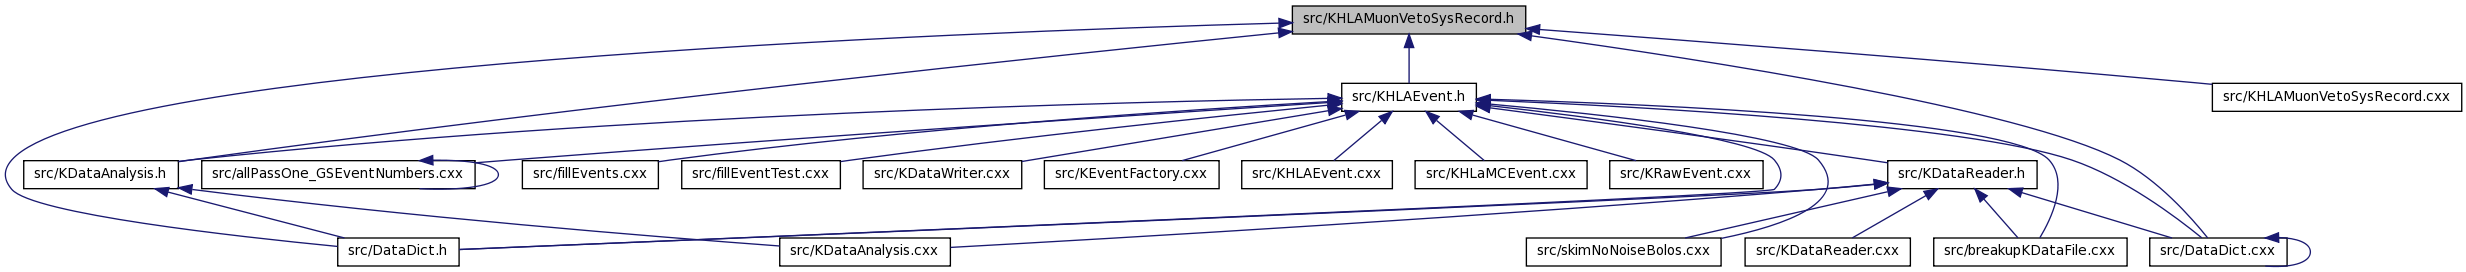 src/KHLAMuonVetoSysRecord.h
src/KHLAEvent.h
src/KHLAMuonVetoSysRecord.cxx
src/KDataAnalysis.h
src/allPassOne_GSEventNumbers.cxx
src/fillEvents.cxx
src/fillEventTest.cxx
src/KDataWriter.cxx
src/KEventFactory.cxx
src/KHLAEvent.cxx
src/KHLaMCEvent.cxx
src/KRawEvent.cxx
src/KDataReader.h
src/DataDict.h
src/KDataAnalysis.cxx
src/skimNoNoiseBolos.cxx
src/KDataReader.cxx
src/breakupKDataFile.cxx
src/DataDict.cxx